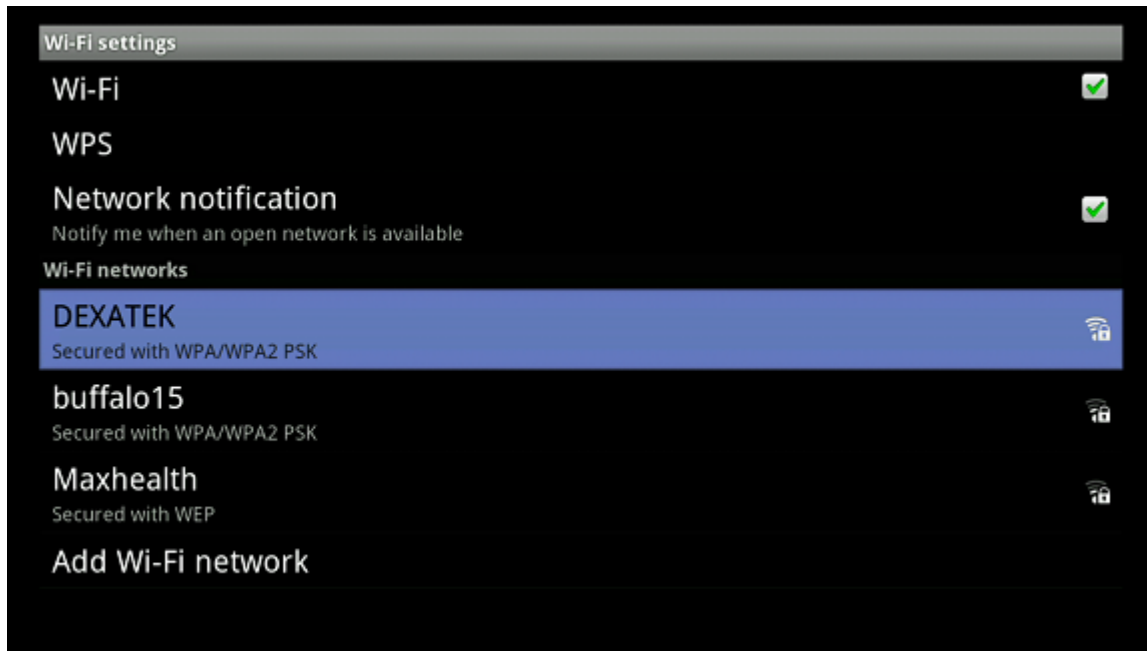 Wi-Fi settings
Wi-Fi
WPS
Network notification
Notify me when an open network is available
Wi-Fi networks
DEXATEK
Secured with WPA/WPA2 PSK
buffalo15
Secured with WPA/WPA2 PSK
Maxhealth
Secured with WEP
Add Wi-Fi network